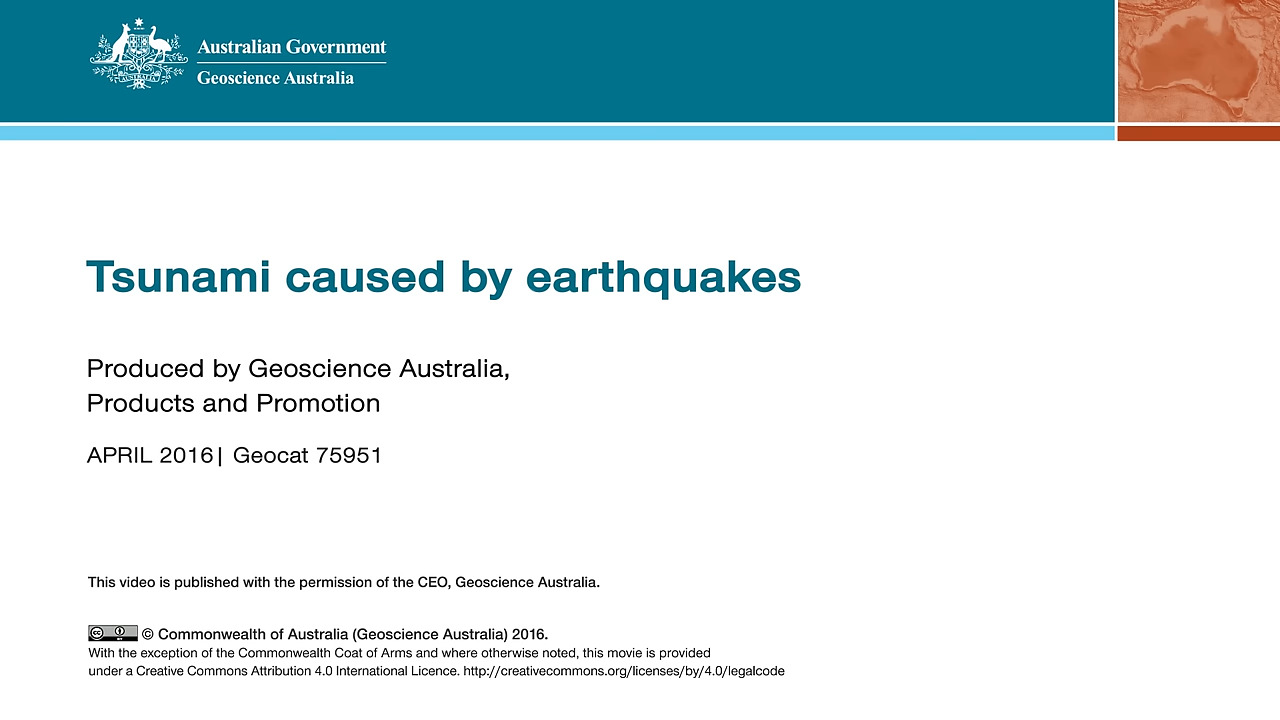 Australian Government
Geoscience Australia
Tsunami caused by earthquakes
Produced by Geoscience Australia,
Products and Promotion
APRIL 2016| Geocat 75951
This video is published with the permission of the CEO, Geoscience Australia.
© Commonwealth of Australia (Geoscience Australia) 2016.
With the exception of the Commonwealth Coat of Arms and where otherwise noted, this movie is provided
under a Creative Commons Attribution 4.0 International Licence. http://creativecommons.org/licenses/by/4.0/legalcode